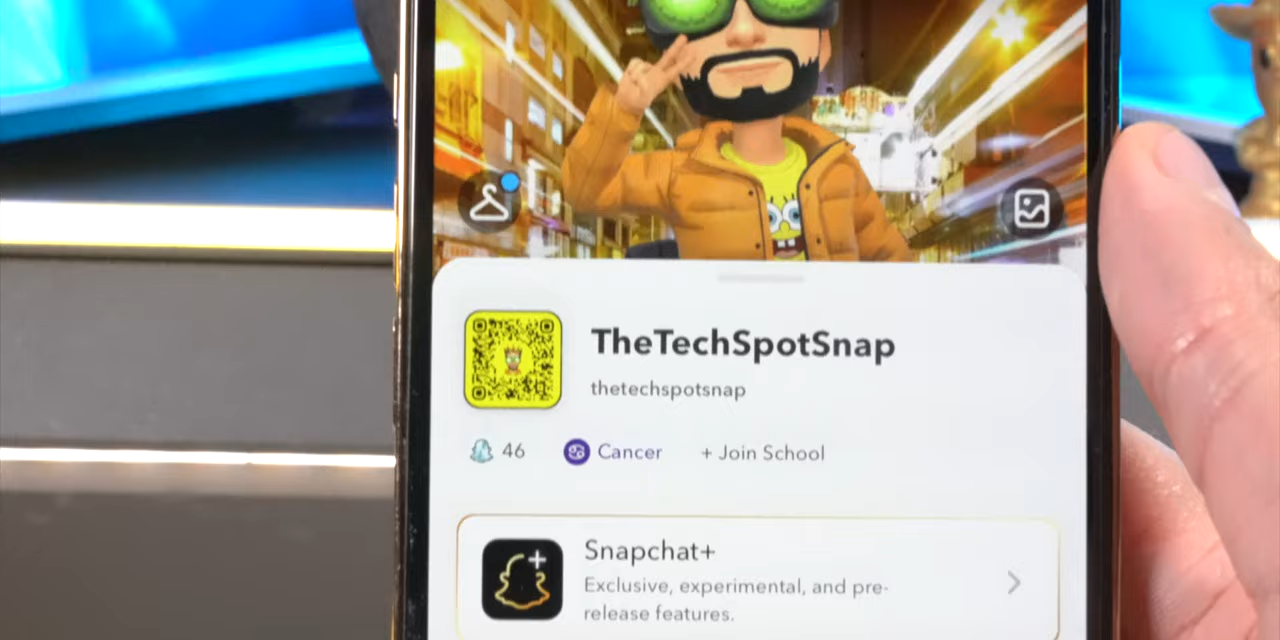 TheTechSpotSnap
thetechspotsnap
46 Cancer + Join School
Snapchat+
Exclusive, experimental, and pre-
release features.